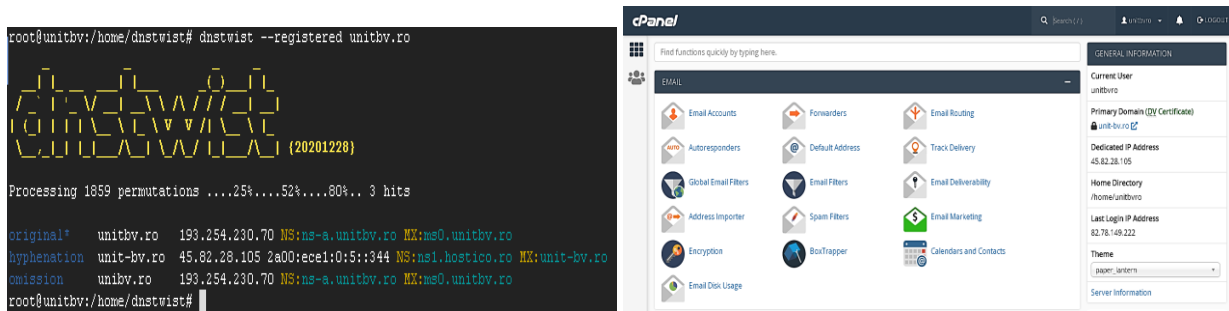 root@unitbv:/home/dnstwist# dnstwist --registered unitbv.ro
dnstwist {20201228}
Processing 1859 permutations ....25%....52%....80%.. 3 hits
original* unitbv.ro 193.254.230.70 NS:ns-a.unitbv.ro MX:ms0.unitbv.ro
hyphenation unit-bv.ro 45.82.28.105 2a00:ece1:0:5::344 NS:ns1.hostico.ro MX:unit-bv.ro
omission unibv.ro 193.254.230.70 NS:ns-a.unitbv.ro MX:ms0.unitbv.ro
root@unitbv:/home/dnstwist#
cPanel
Search ( / )
unitbvro
LOGOUT
Find functions quickly by typing here.
EMAIL
Email Accounts
Forwarders
Email Routing
AUTO
Autoresponders
Default Address
Track Delivery
Global Email Filters
Email Filters
Email Deliverability
Address Importer
Spam Filters
Email Marketing
Encryption
BoxTrapper
Calendars and Contacts
Email Disk Usage
GENERAL INFORMATION
Current User
unitbvro
Primary Domain (DV Certificate)
unit-bv.ro
Dedicated IP Address
45.82.28.105
Home Directory
/home/unitbvro
Last Login IP Address
82.78.149.222
Theme
paper_lantern
Server Information